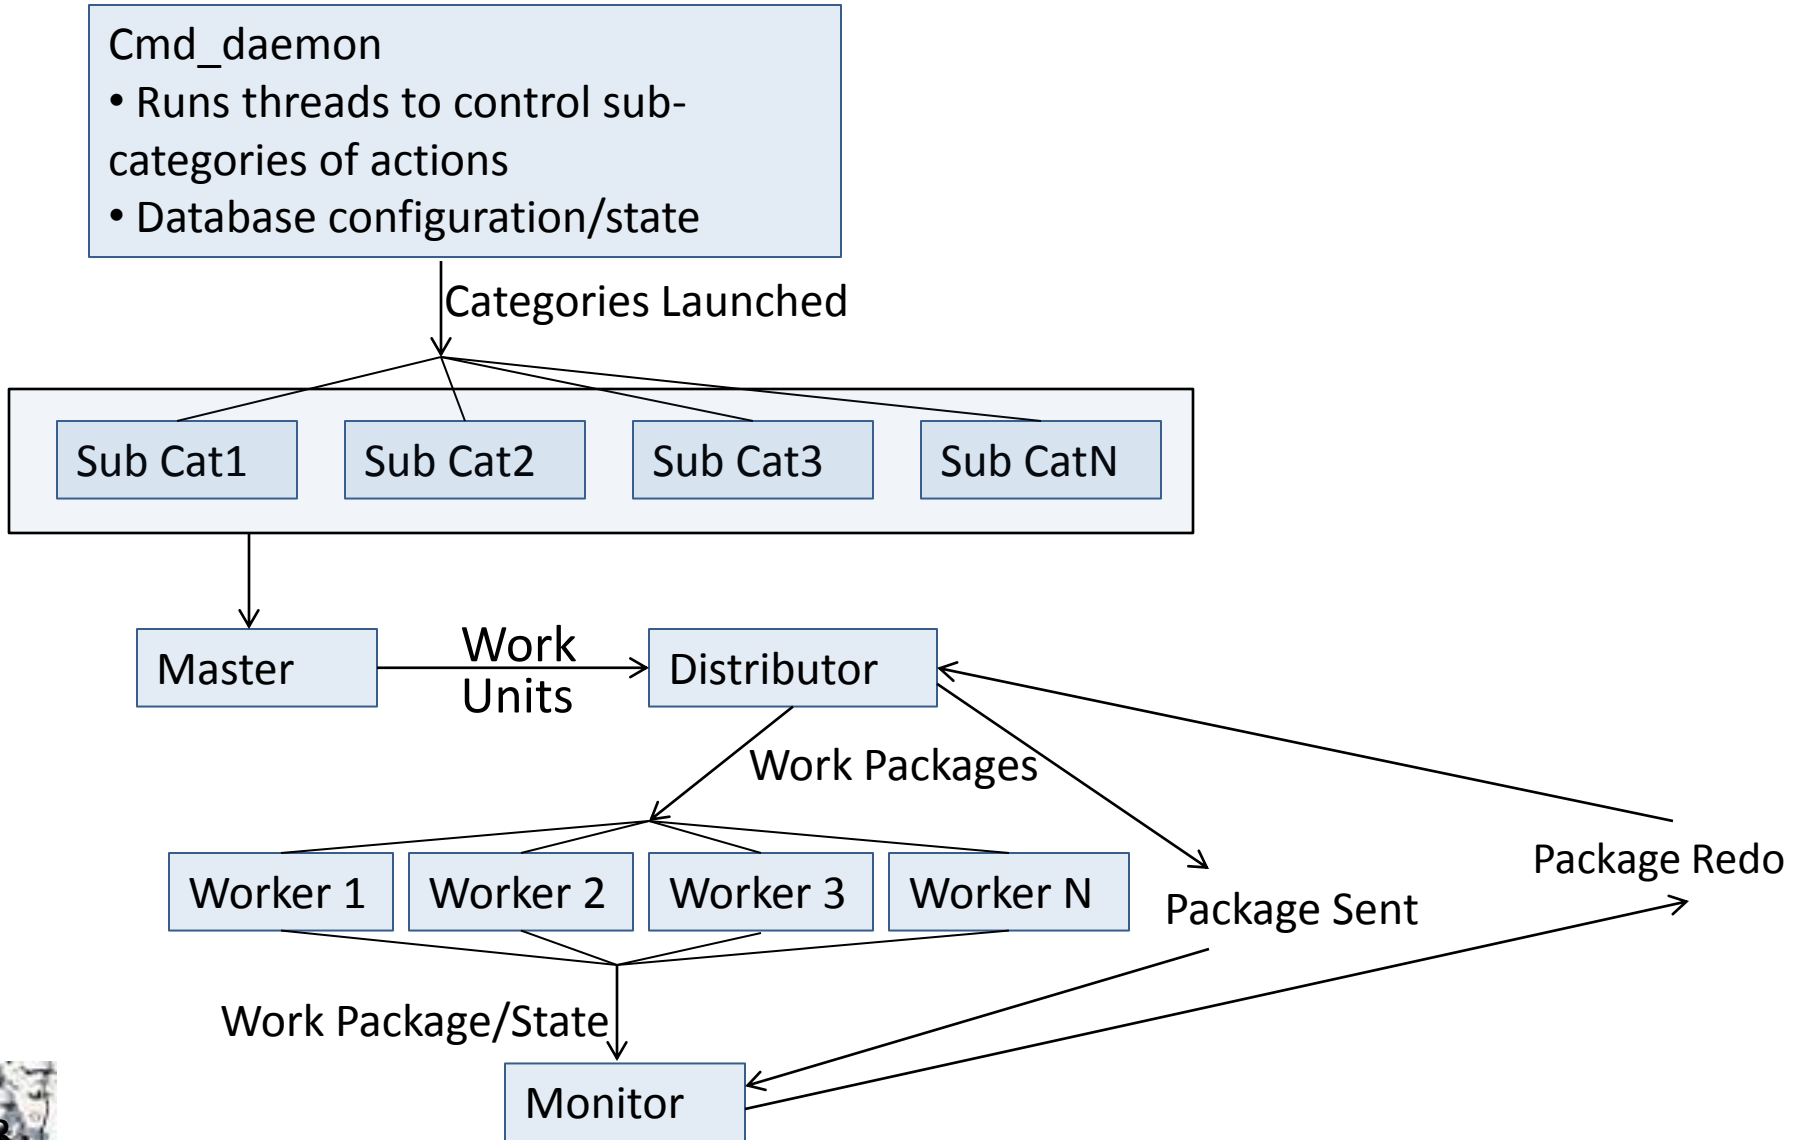 Cmd_daemon
• Runs threads to control sub-
categories of actions
• Database configuration/state
Categories Launched
Sub Cat1
Sub Cat2
Sub Cat3
Sub CatN
Master
Work
Units
Distributor
Work Packages
Worker 1
Worker 2
Worker 3
Worker N
Package Sent
Package Redo
Work Package/State
Monitor